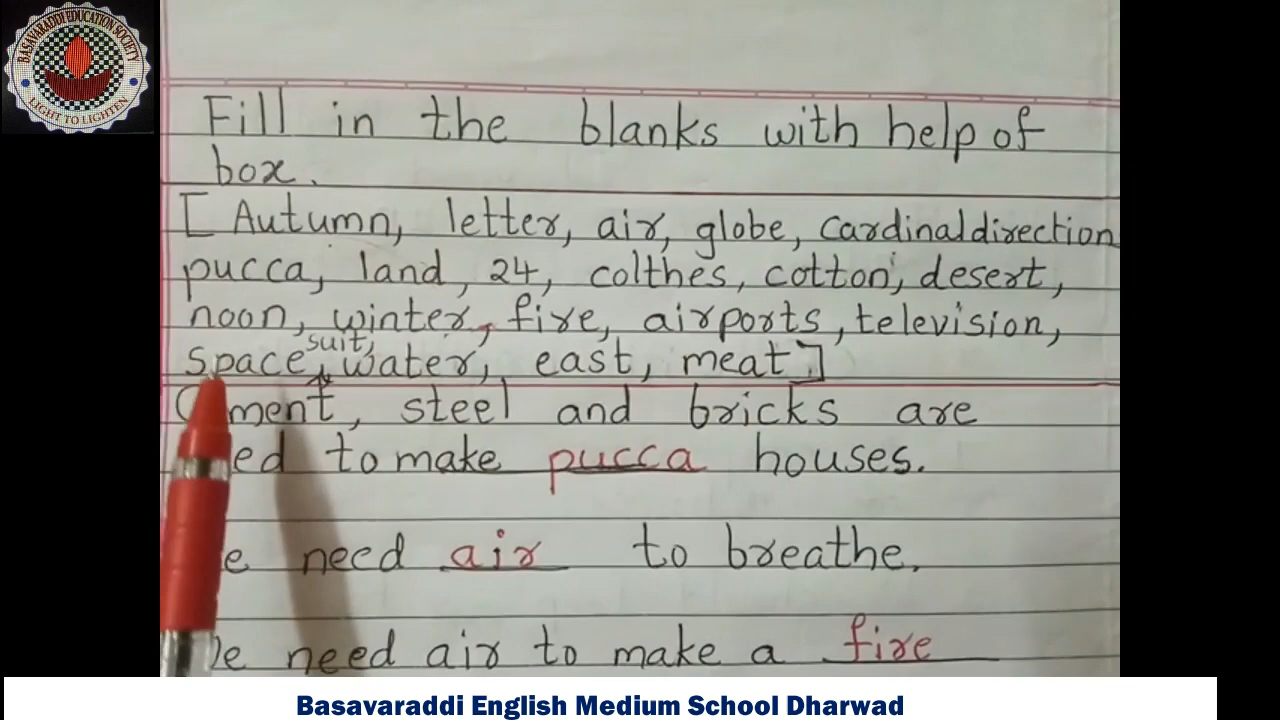 BASAVARADDI EDUCATION SOCIETY
LIGHT TO LIGHTEN
Fill in the blanks with help of
box.
[ Autumn, letter, air, globe, cardinaldirection
pucca, land, 24, colthes, cotton, desert,
noon, winter, fire, airports, television,
suit,
space, water, east, meat ]
ment, steel and bricks are
ed to make pucca houses.
e need air to breathe.
e need air to make a fire
Basavaraddi English Medium School Dharwad